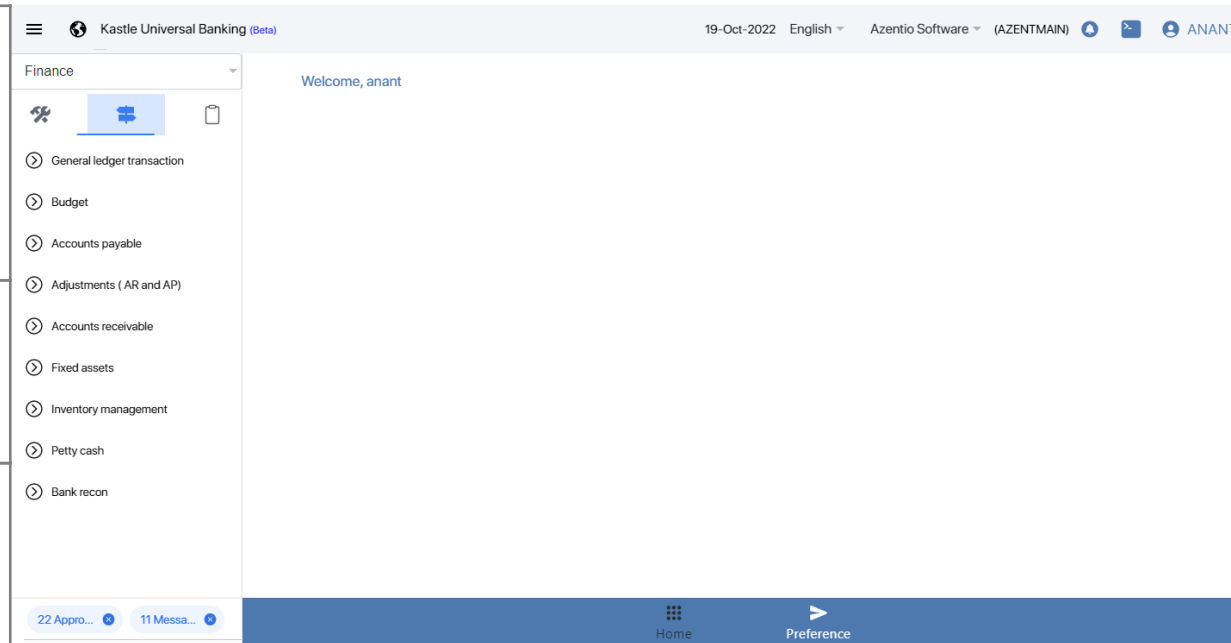 Kastle Universal Banking (Beta)
19-Oct-2022 English Azentio Software (AZENTMAIN) ANANT
Finance
Welcome, anant
General ledger transaction
Budget
Accounts payable
Adjustments ( AR and AP)
Accounts receivable
Fixed assets
Inventory management
Petty cash
Bank recon
22 Appro... 11 Messa...
Home Preference